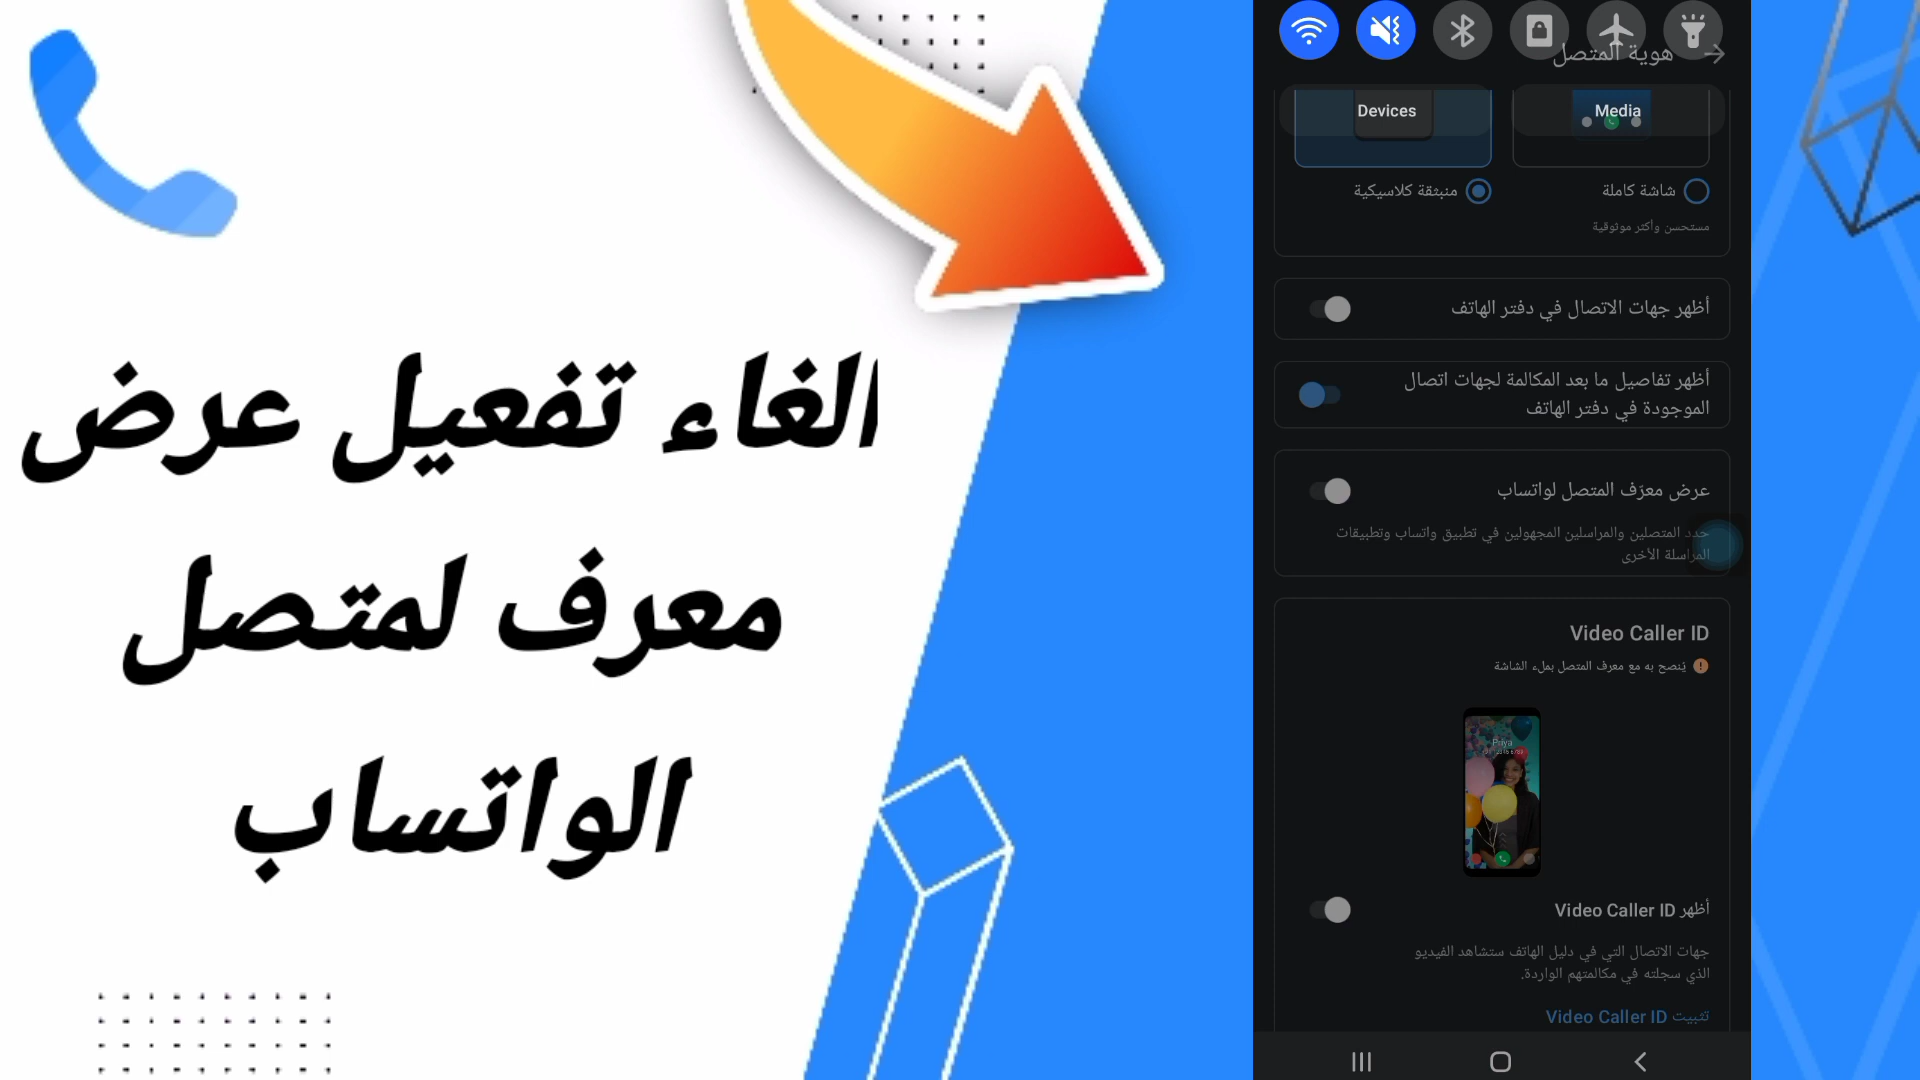 الغاء تفعيل عرض
معرف لمتصل
الواتساب
هوية المتصل
Devices
Media
شاشة كاملة
منبثقة كلاسيكية
مستحسن وأكثر موثوقية
أظهر جهات الاتصال في دفتر الهاتف
أظهر تفاصيل ما بعد المكالمة لجهات اتصال
الموجودة في دفتر الهاتف
عرض معرّف المتصل لواتساب
حدد المتصلين والمراسلين المجهولين في تطبيق واتساب وتطبيقات
المراسلة الأخرى
Video Caller ID
يُنصح به مع معرف المتصل بملء الشاشة
Priya
أظهر Video Caller ID
جهات الاتصال التي في دليل الهاتف ستشاهد الفيديو
الذي سجلته في مكالمتهم الواردة.
تثبيت Video Caller ID